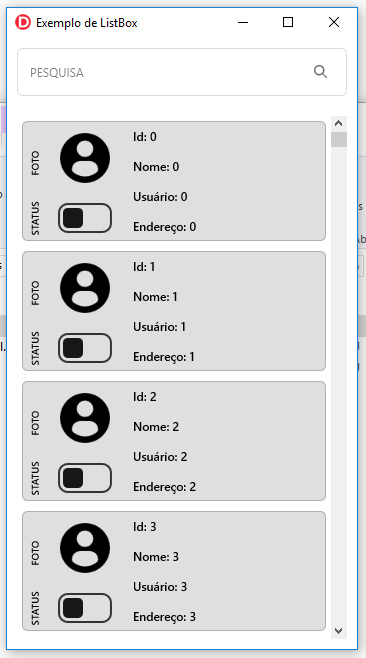 Exemplo de ListBox
PESQUISA
FOTO
STATUS
Id: 0
Nome: 0
Usuário: 0
Endereço: 0
FOTO
STATUS
Id: 1
Nome: 1
Usuário: 1
Endereço: 1
FOTO
STATUS
Id: 2
Nome: 2
Usuário: 2
Endereço: 2
FOTO
STATUS
Id: 3
Nome: 3
Usuário: 3
Endereço: 3